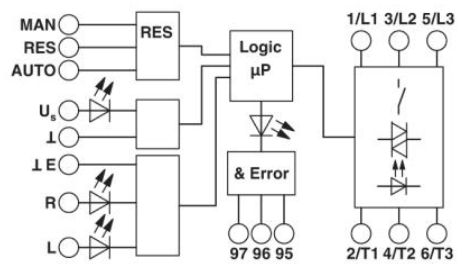 MAN
RES
AUTO
RES
Us
⊥
⊥ E
R
L
Logic
µP
& Error
97 96 95
1/L1 3/L2 5/L3
2/T1 4/T2 6/T3